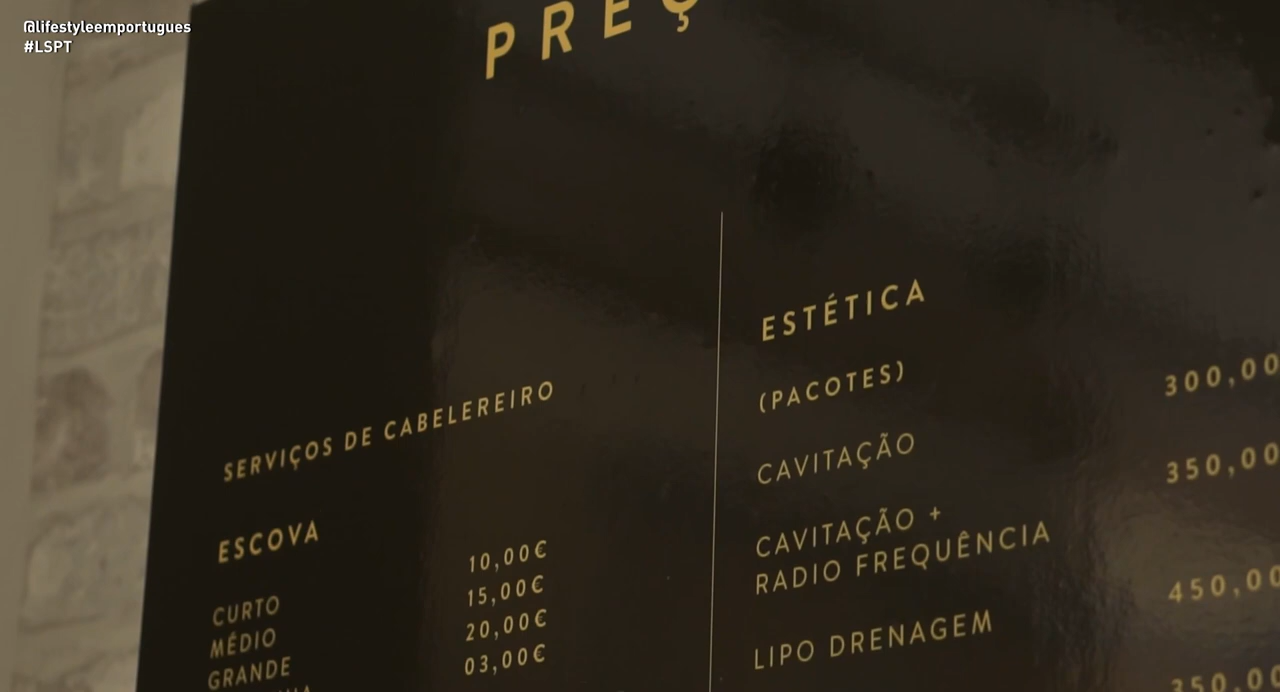 @lifestyleemportugues
#LSPT
PREÇ
SERVIÇOS DE CABELEREIRO
ESCOVA
CURTO 10,00€
MÉDIO 15,00€
GRANDE 20,00€
03,00€
ESTÉTICA
(PACOTES)
CAVITAÇÃO 300,00
CAVITAÇÃO +
RADIO FREQUÊNCIA 350,00
LIPO DRENAGEM 450,00
350,00